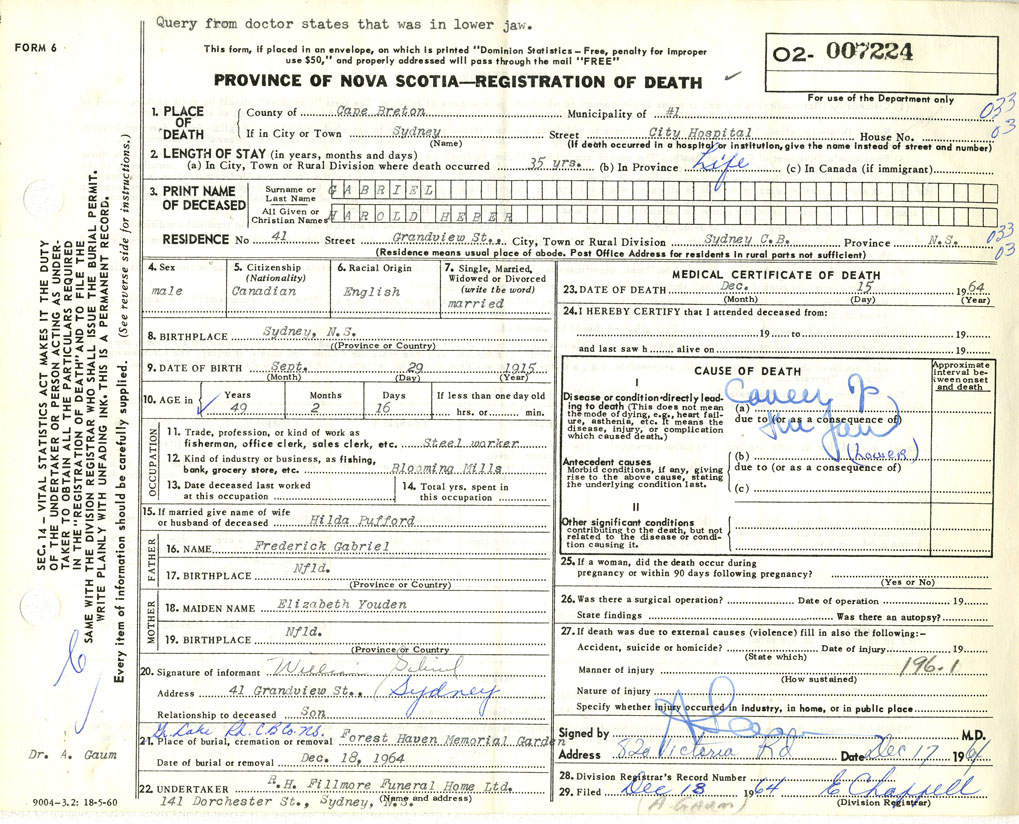 Query from doctor states that was in lower jaw.
FORM 6
This form, if placed in an envelope, on which is printed "Dominion Statistics – Free, penalty for improper
use $50," and properly addressed will pass through the mail "FREE"
O2- 007224
PROVINCE OF NOVA SCOTIA—REGISTRATION OF DEATH
For use of the Department only
1. PLACE OF DEATH
County of Cape Breton Municipality of #1 033
If in City or Town Sydney Street City Hospital House No. 03
(Name) (If death occurred in a hospital or institution, give the name instead of street and number)
2. LENGTH OF STAY (in years, months and days)
(a) In City, Town or Rural Division where death occurred 35 yrs. (b) In Province Life (c) In Canada (if immigrant)
3. PRINT NAME OF DECEASED
Surname or Last Name GABRIEL
All Given or Christian Names HAROLD HEBER
RESIDENCE No 41 Street Grandview St., City, Town or Rural Division Sydney C.B. Province N.S. 033 03
(Residence means usual place of abode. Post Office Address for residents in rural parts not sufficient)
SEC. 14 – VITAL STATISTICS ACT MAKES IT THE DUTY
OF THE UNDERTAKER OR PERSON ACTING AS UNDER-
TAKER TO OBTAIN ALL THE PARTICULARS REQUIRED
IN THE "REGISTRATION OF DEATH" AND TO FILE THE
SAME WITH THE DIVISION REGISTRAR WHO SHALL ISSUE THE BURIAL PERMIT.
WRITE PLAINLY WITH UNFADING INK. THIS IS A PERMANENT RECORD.
Every item of information should be carefully supplied. (See reverse side for instructions.)
4. Sex male
5. Citizenship (Nationality) Canadian
6. Racial Origin English
7. Single, Married, Widowed or Divorced (write the word) married
8. BIRTHPLACE Sydney, N.S.
(Province or Country)
9. DATE OF BIRTH Sept. 29 1915
(Month) (Day) (Year)
10. AGE in Years 49 Months 2 Days 16 If less than one day old hrs. or min.
OCCUPATION
11. Trade, profession, or kind of work as
fisherman, office clerk, sales clerk, etc. Steel worker
12. Kind of industry or business, as fishing,
bank, grocery store, etc. Blooming Mills
13. Date deceased last worked
at this occupation
14. Total yrs. spent in
this occupation
15. If married give name of wife
or husband of deceased Hilda Pufford
FATHER
16. NAME Frederick Gabriel
17. BIRTHPLACE Nfld.
(Province or Country)
MOTHER
18. MAIDEN NAME Elizabeth Youden
19. BIRTHPLACE Nfld.
(Province or Country
20. Signature of informant
Address 41 Grandview St., Sydney
Relationship to deceased Son
21. Place of burial, cremation or removal Forest Haven Memorial Garden
Date of burial or removal Dec. 18, 1964
22. UNDERTAKER R.H. Fillmore Funeral Home Ltd.
(Name and address)
141 Dorchester St., Sydney, N.S.
Dr. A. Gaum
9004–3.2: 18-5-60
MEDICAL CERTIFICATE OF DEATH
23. DATE OF DEATH Dec. 15 1964
(Month) (Day) (Year)
24. I HEREBY CERTIFY that I attended deceased from:
19 to 19
and last saw h alive on 19
CAUSE OF DEATH
Approximate interval between onset and death
I
Disease or condition directly lead-
ing to death (This does not mean
the mode of dying, e.g., heart fail-
ure, asthenia, etc. It means the
disease, injury, or complication
which caused death.)
(a)
due to (or as a consequence of)
Jaw
(LOWER)
Antecedent causes
Morbid conditions, if any, giving
rise to the above cause, stating
the underlying condition last.
(b)
due to (or as a consequence of)
(c)
II
Other significant conditions
contributing to the death, but not
related to the disease or condi-
tion causing it.
25. If a woman, did the death occur during
pregnancy or within 90 days following pregnancy?
(Yes or No)
26. Was there a surgical operation? Date of operation 19
State findings Was there an autopsy?
27. If death was due to external causes (violence) fill in also the following:–
Accident, suicide or homicide? Date of injury 19
(State which)
Manner of injury 196.1
(How sustained)
Nature of injury
Specify whether injury occurred in industry, in home, or in public place
Signed by M.D.
Address 520 Victoria Rd Date Dec 17 1964
28. Division Registrar's Record Number
29. Filed Dec 18 1964 E Chappell
(Division Registrar)
(A GAUM)